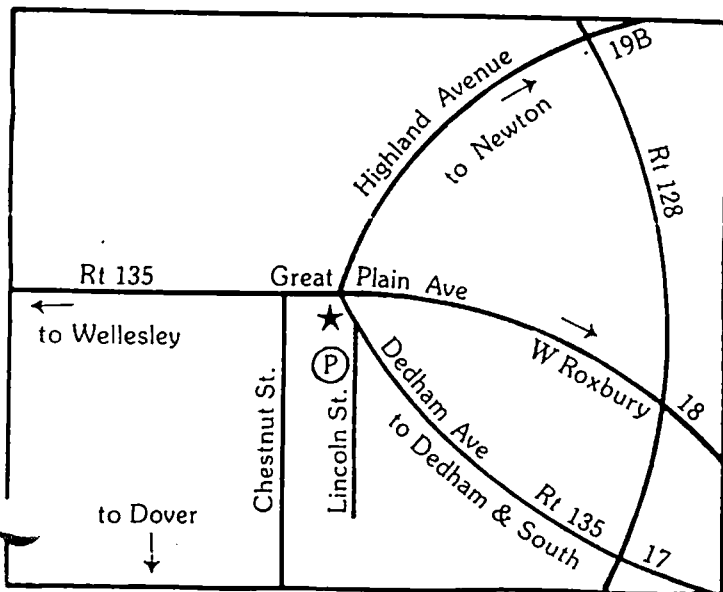 19B
Highland Avenue
to Newton
Rt 128
Rt 135
Great Plain Ave
to Wellesley
W Roxbury
18
P
Chestnut St.
Lincoln St.
Dedham Ave
to Dedham & South
Rt 135
17
to Dover